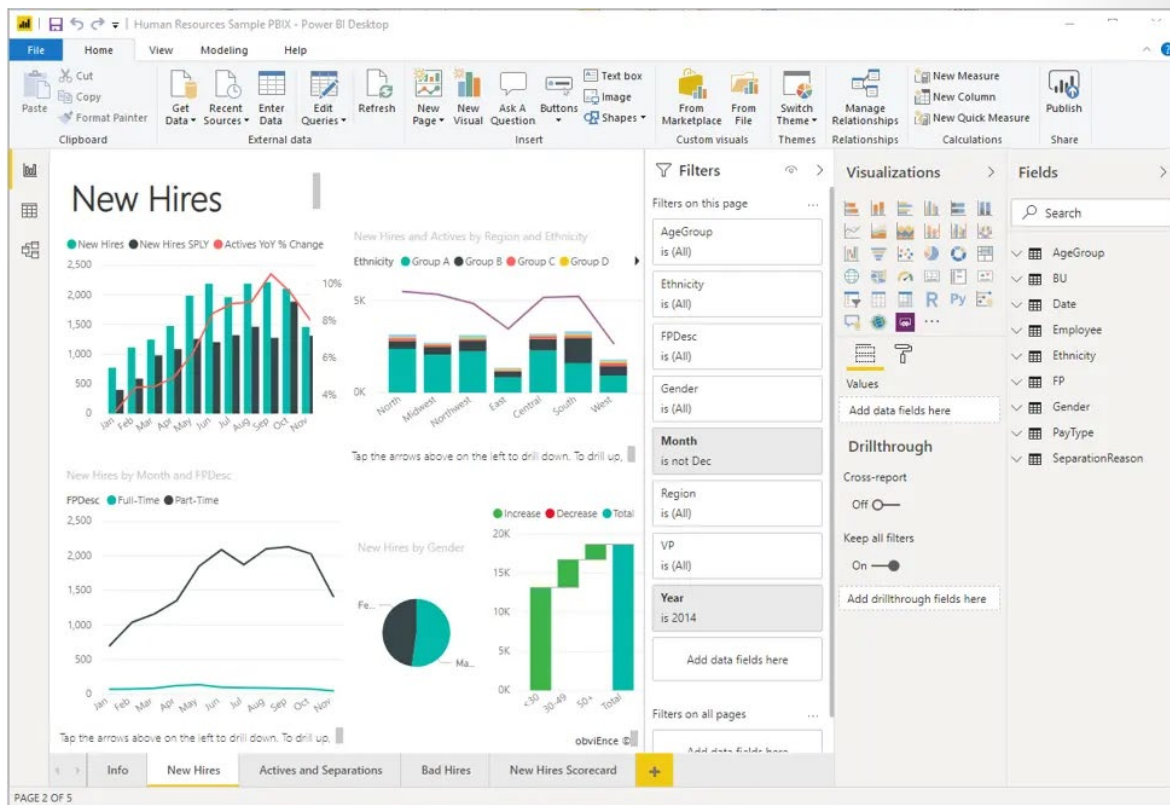 Human Resources Sample PBIX - Power BI Desktop
File Home View Modeling Help
Paste
Cut
Copy
Format Painter
Clipboard
Get Data
Recent Sources
Enter Data
Edit Queries
External data
Refresh
New Page
New Visual
Ask A Question
Buttons
Text box
Image
Shapes
Insert
From Marketplace
From File
Custom visuals
Switch Theme
Themes
Manage Relationships
Relationships
New Measure
New Column
New Quick Measure
Calculations
Publish
Share
New Hires
New Hires New Hires SPLY Actives YoY % Change
2,500
2,000
1,500
1,000
500
0
10%
8%
6%
4%
Jan Feb Mar Apr May Jun Jul Aug Sep Oct Nov
New Hires and Actives by Region and Ethnicity
Ethnicity Group A Group B Group C Group D
5K
0K
North Midwest Northwest East Central South West
Tap the arrows above on the left to drill down. To drill up,
New Hires by Month and FPDesc
FPDesc Full-Time Part-Time
2,500
2,000
1,500
1,000
500
0
Jan Feb Mar Apr May Jun Jul Aug Sep Oct Nov
Tap the arrows above on the left to drill down. To drill up,
New Hires by Gender
Fe...
Ma...
Increase Decrease Total
20K
15K
10K
5K
0K
<30 30-49 50+ Total
obviEnce ©
Filters
Filters on this page ...
AgeGroup
is (All)
Ethnicity
is (All)
FPDesc
is (All)
Gender
is (All)
Month
is not Dec
Region
is (All)
VP
is (All)
Year
is 2014
Add data fields here
Filters on all pages ...
Add data fields here
Visualizations
R Py
...
Values
Add data fields here
Drillthrough
Cross-report
Off
Keep all filters
On
Add drillthrough fields here
Fields
Search
AgeGroup
BU
Date
Employee
Ethnicity
FP
Gender
PayType
SeparationReason
Info New Hires Actives and Separations Bad Hires New Hires Scorecard +
PAGE 2 OF 5